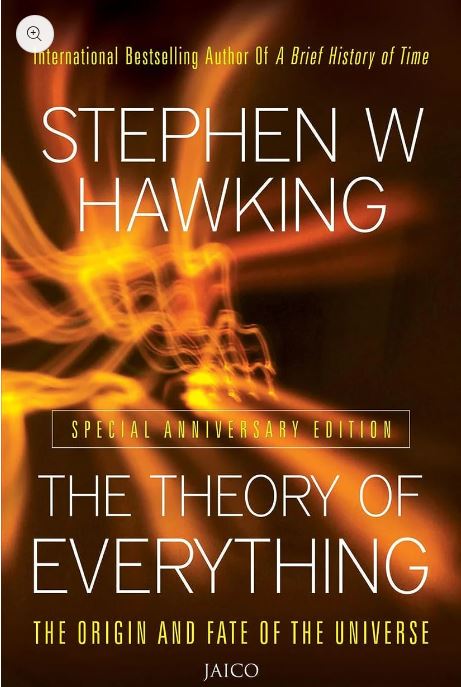 International Bestselling Author Of A Brief History of Time
STEPHEN W
HAWKING
SPECIAL ANNIVERSARY EDITION
THE THEORY OF
EVERYTHING
THE ORIGIN AND FATE OF THE UNIVERSE
JAICO